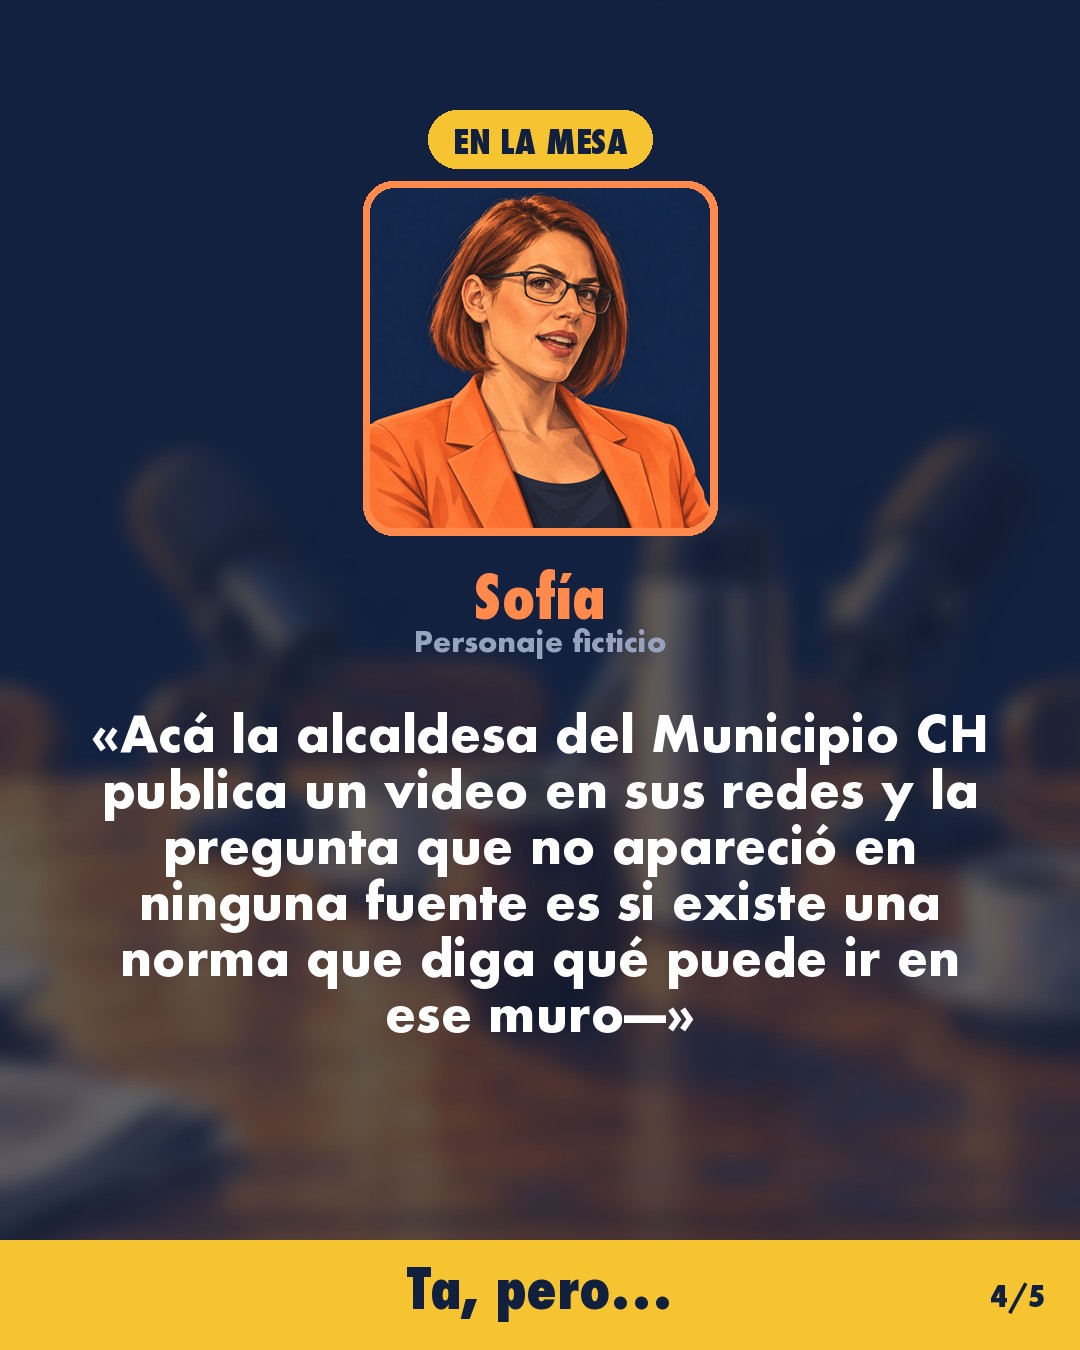 EN LA MESA
Sofía
Personaje ficticio
«Acá la alcaldesa del Municipio CH
publica un video en sus redes y la
pregunta que no apareció en
ninguna fuente es si existe una
norma que diga qué puede ir en
ese muro—»
Ta, pero...
4/5